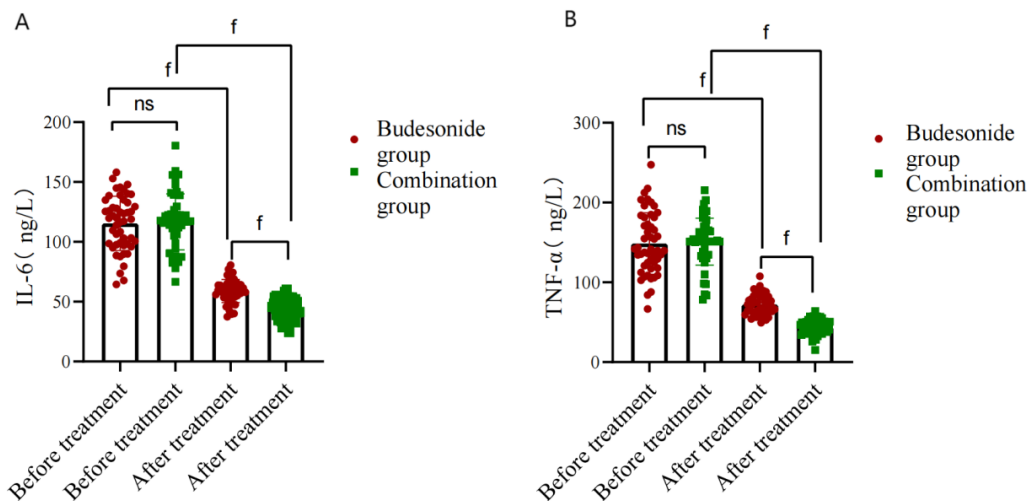 A
f
f
ns
200
150
100
50
0
IL-6( ng/L)
f
Before treatment
Before treatment
After treatment
After treatment
Budesonide
group
Combination
group
B
f
f
ns
300
200
100
0
TNF-α( ng/L)
f
Before treatment
Before treatment
After treatment
After treatment
Budesonide
group
Combination
group